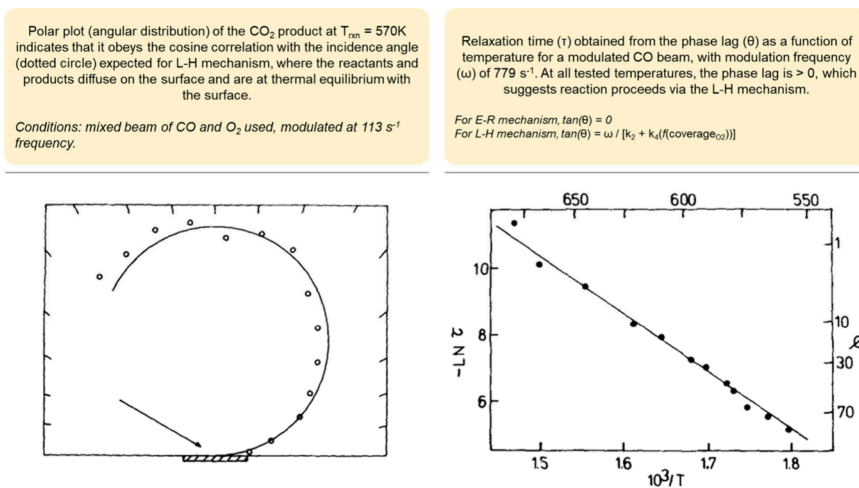 Polar plot (angular distribution) of the CO₂ product at Tᵣₓₙ = 570K
indicates that it obeys the cosine correlation with the incidence angle
(dotted circle) expected for L-H mechanism, where the reactants and
products diffuse on the surface and are at thermal equilibrium with
the surface.
Conditions: mixed beam of CO and O₂ used, modulated at 113 s⁻¹
frequency.
Relaxation time (τ) obtained from the phase lag (θ) as a function of
temperature for a modulated CO beam, with modulation frequency
(ω) of 779 s⁻¹. At all tested temperatures, the phase lag is > 0, which
suggests reaction proceeds via the L-H mechanism.
For E-R mechanism, tan(θ) = 0
For L-H mechanism, tan(θ) = ω / [k₂ + k₄(f(coverage_O2))]
650 600 550
10
8
6
-LN τ
1
10
30
70
1.5 1.6 1.7 1.8
10³/T